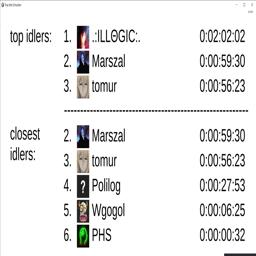 top idlers: 1. .:ILLOGIC:. 0:02:02:02
2. Marszal 0:00:59:30
3. tomur 0:00:56:23
------------------------------------------------------------
closest 2. Marszal 0:00:59:30
idlers: 3. tomur 0:00:56:23
4. ? Polilog 0:00:27:53
5. Wgogol 0:00:06:25
6. PHS 0:00:00:32